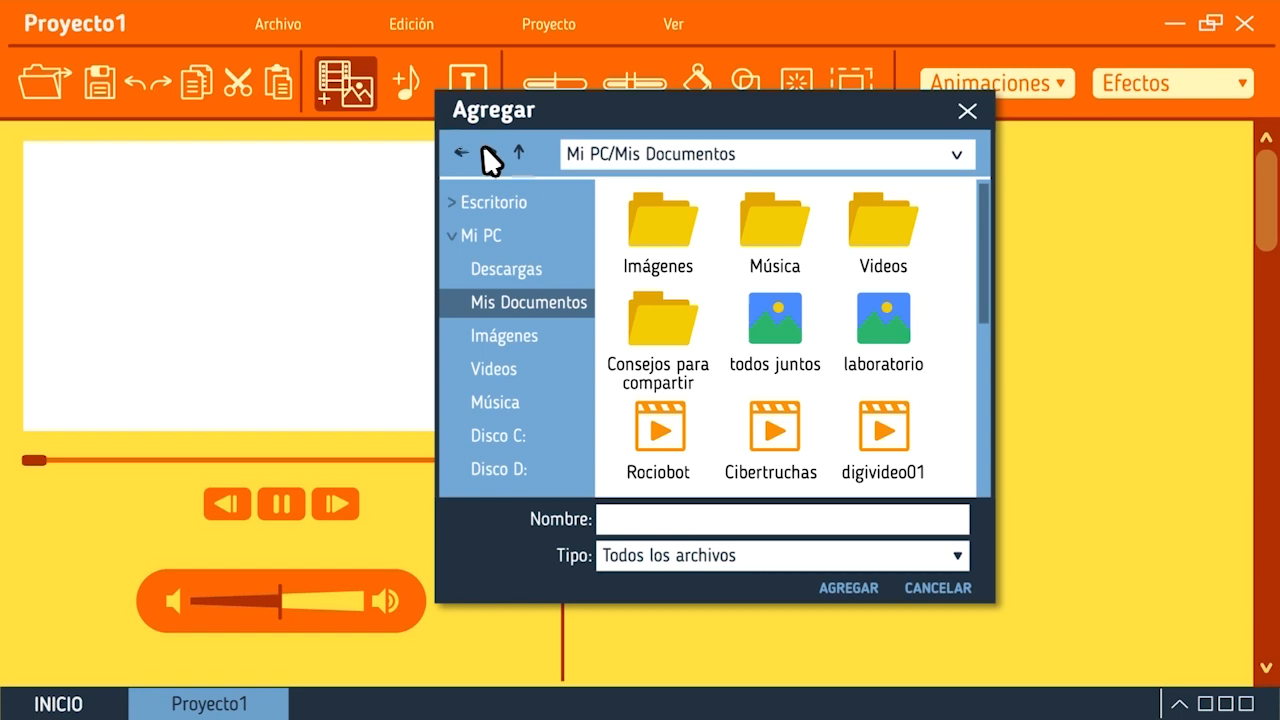 Proyecto1
Archivo
Edición
Proyecto
Ver
T
Animaciones
Efectos
Agregar
Mi PC/Mis Documentos
Escritorio
Mi PC
Descargas
Mis Documentos
Imágenes
Videos
Música
Disco C:
Disco D:
Imágenes
Música
Videos
Consejos para
compartir
todos juntos
laboratorio
Rociobot
Cibertruchas
digivideo01
Nombre:
Tipo: Todos los archivos
AGREGAR
CANCELAR
INICIO
Proyecto1